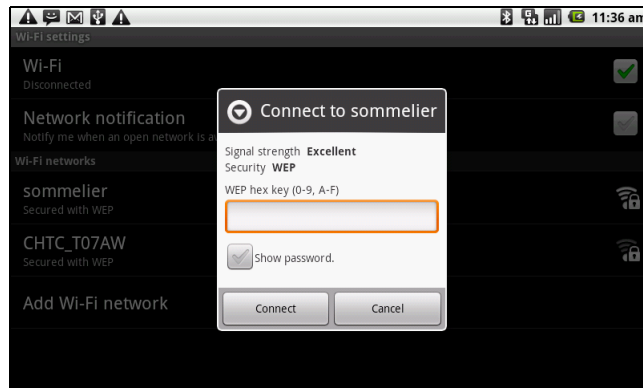 11:36 am
Wi-Fi settings
Wi-Fi
Disconnected
Network notification
Notify me when an open network is
Wi-Fi networks
sommelier
Secured with WEP
CHTC_T07AW
Secured with WEP
Add Wi-Fi network
Connect to sommelier
Signal strength Excellent
Security WEP
WEP hex key (0-9, A-F)
Show password.
Connect
Cancel